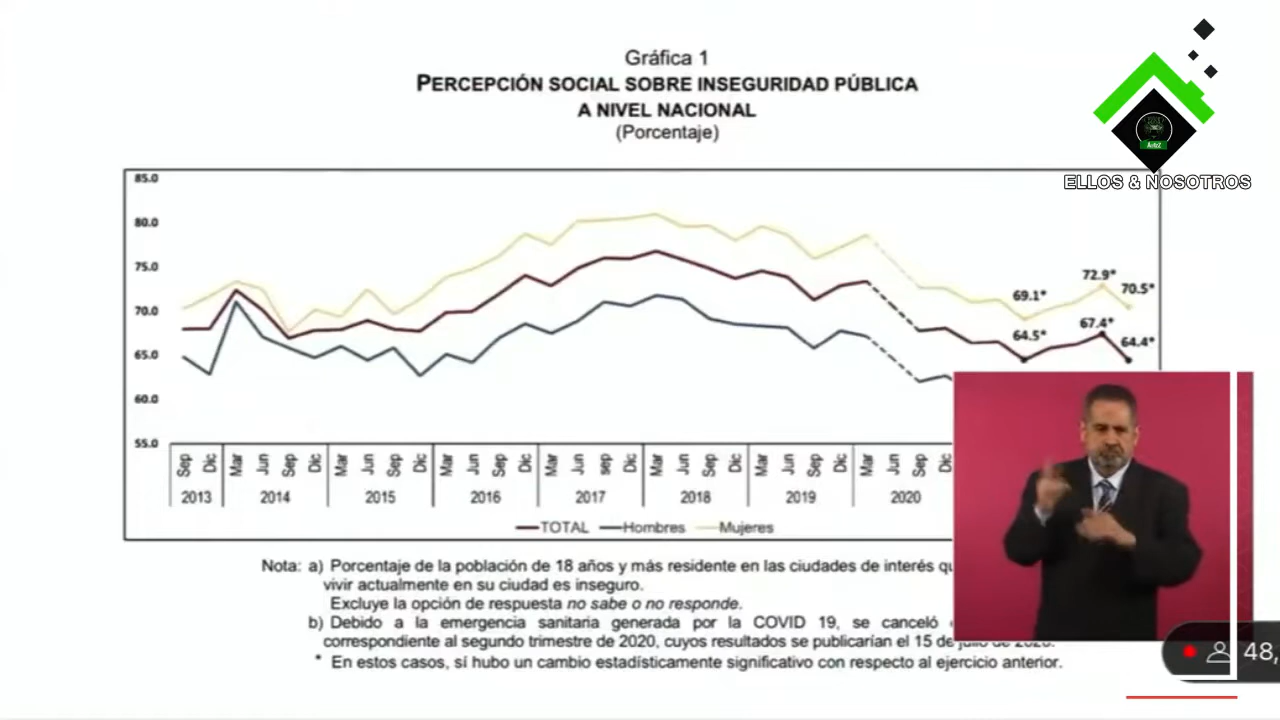 Gráfica 1
PERCEPCIÓN SOCIAL SOBRE INSEGURIDAD PÚBLICA
A NIVEL NACIONAL
(Porcentaje)
ELLOS & NOSOTROS
85.0
80.0
75.0
70.0
65.0
60.0
55.0
72.9*
70.5*
69.1*
67.4*
64.5*
64.4*
Sep Dic Mar Jun Sep Dic Mar Jun Sep Dic Mar Jun Sep Dic Mar Jun sep Dic Mar Jun Sep Dic Mar Jun Sep Dic Mar Jun Sep Dic
2013 2014 2015 2016 2017 2018 2019 2020
TOTAL Hombres Mujeres
Nota: a) Porcentaje de la población de 18 años y más residente en las ciudades de interés
vivir actualmente en su ciudad es inseguro.
Excluye la opción de respuesta no sabe o no responde.
b) Debido a la emergencia sanitaria generada por la COVID 19, se canceló
correspondiente al segundo trimestre de 2020, cuyos resultados se publicarían el 15 de julio de 2020.
* En estos casos, sí hubo un cambio estadísticamente significativo con respecto al ejercicio anterior.
48,